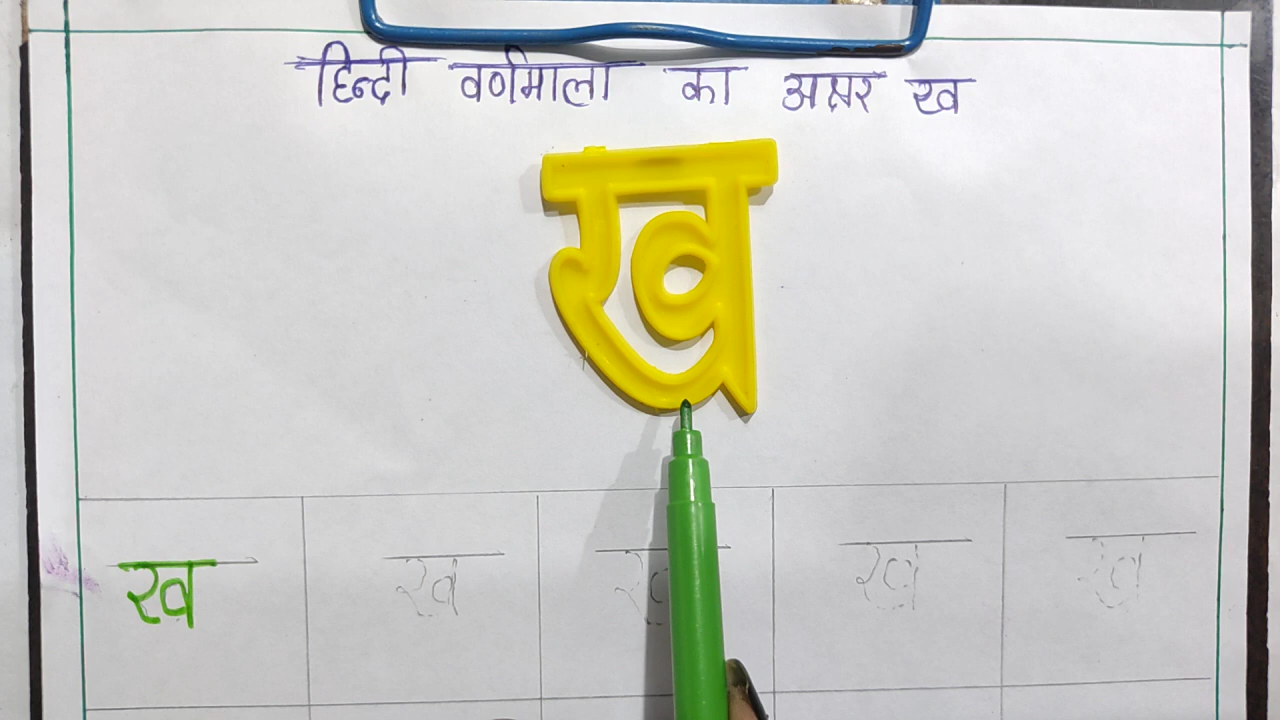 हिन्दी वर्णमाला का अक्षर ख
ख
ख ख ख ख ख